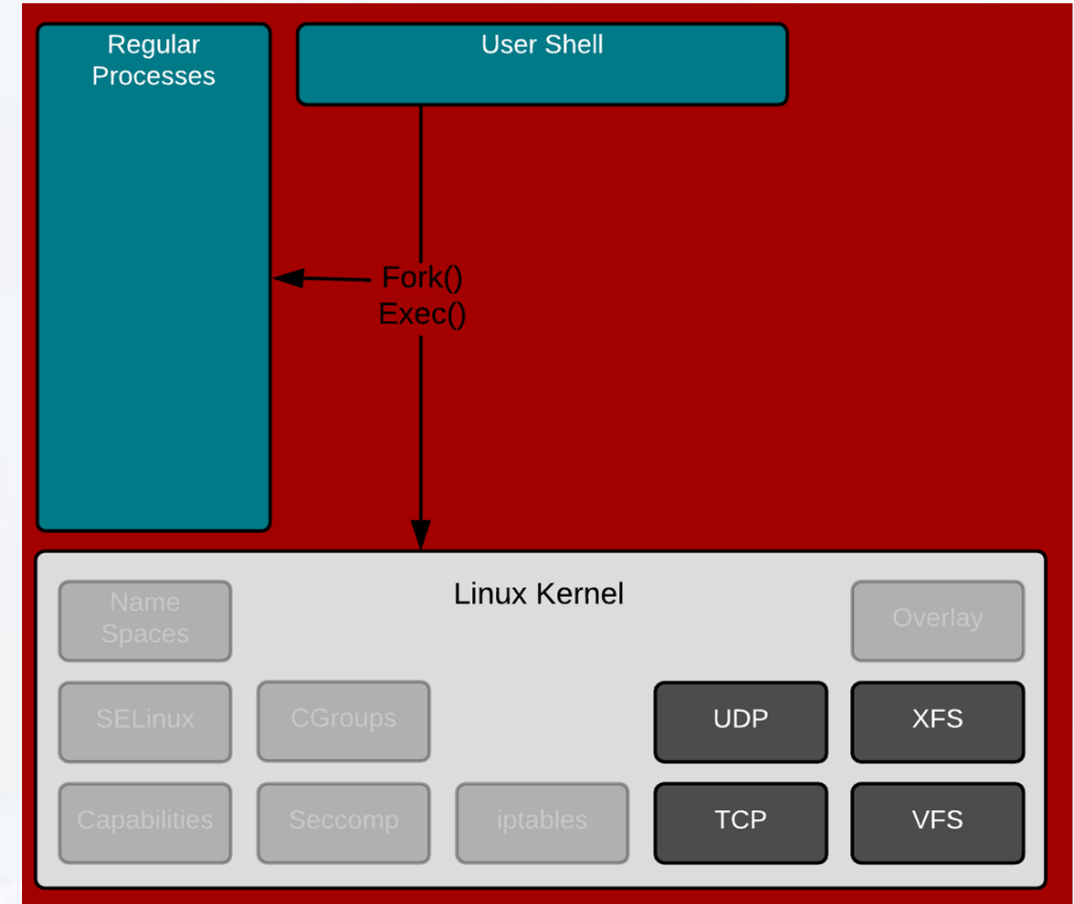 Regular
Processes
User Shell
Fork()
Exec()
Linux Kernel
Name
Spaces
Overlay
SELinux
CGroups
UDP
XFS
Capabilities
Seccomp
iptables
TCP
VFS